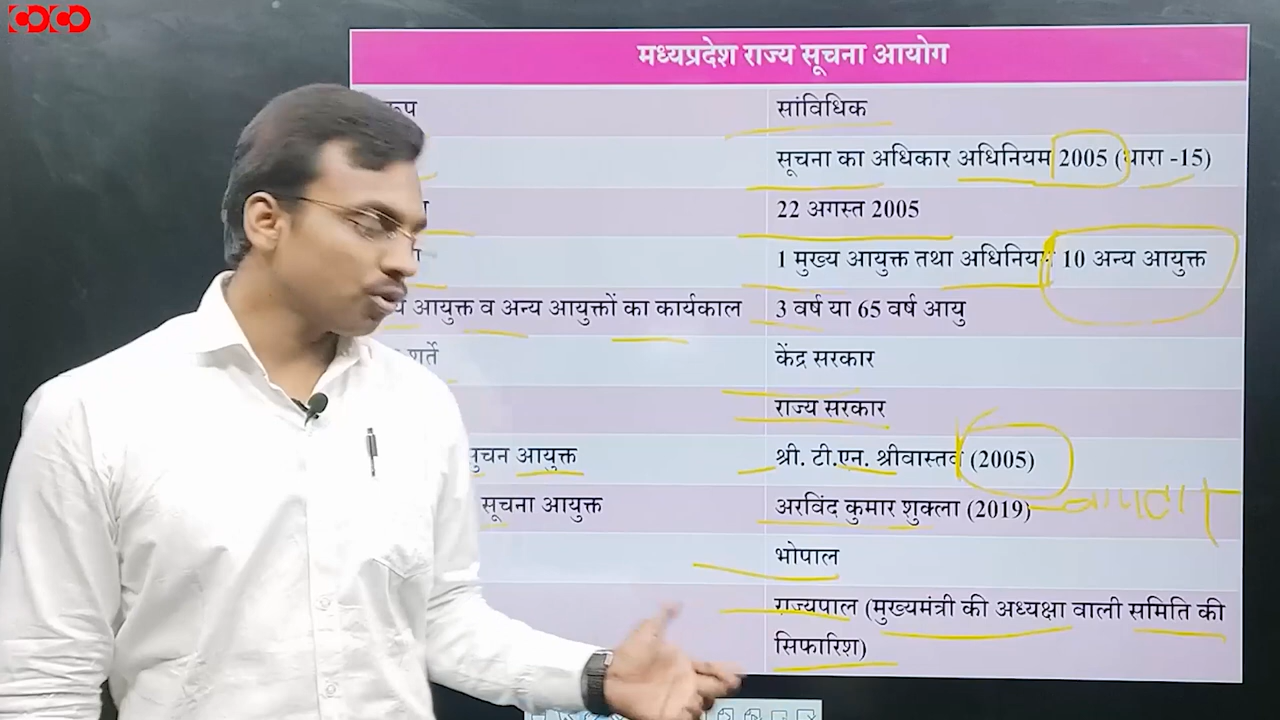 COCO
मध्यप्रदेश राज्य सूचना आयोग
सांविधिक
सूचना का अधिकार अधिनियम 2005 (धारा -15)
22 अगस्त 2005
1 मुख्य आयुक्त तथा अधिनियम 10 अन्य आयुक्त
आयुक्त व अन्य आयुक्तों का कार्यकाल 3 वर्ष या 65 वर्ष आयु
शर्ते केंद्र सरकार
राज्य सरकार
आयुक्त श्री. टी.एन. श्रीवास्तव (2005)
सूचना आयुक्त अरविंद कुमार शुक्ला (2019)
भोपाल
राज्यपाल (मुख्यमंत्री की अध्यक्षा वाली समिति की
सिफारिश)